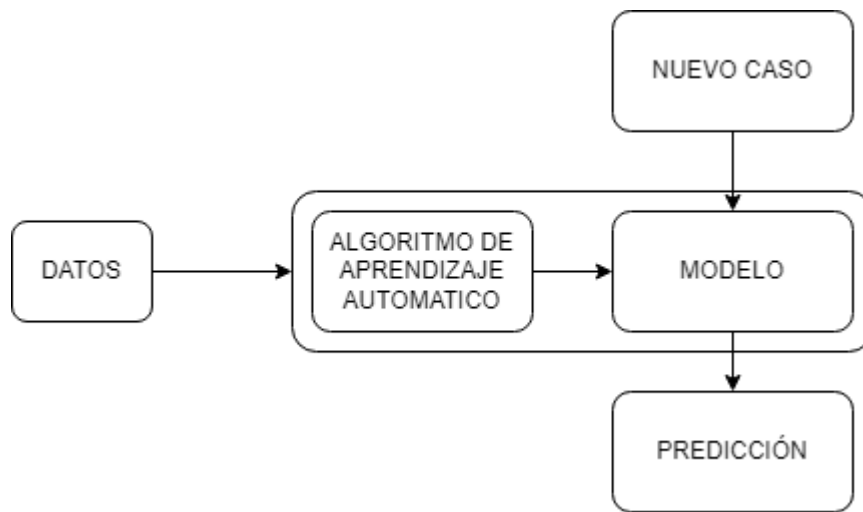 NUEVO CASO
DATOS
ALGORITMO DE
APRENDIZAJE
AUTOMATICO
MODELO
PREDICCIÓN